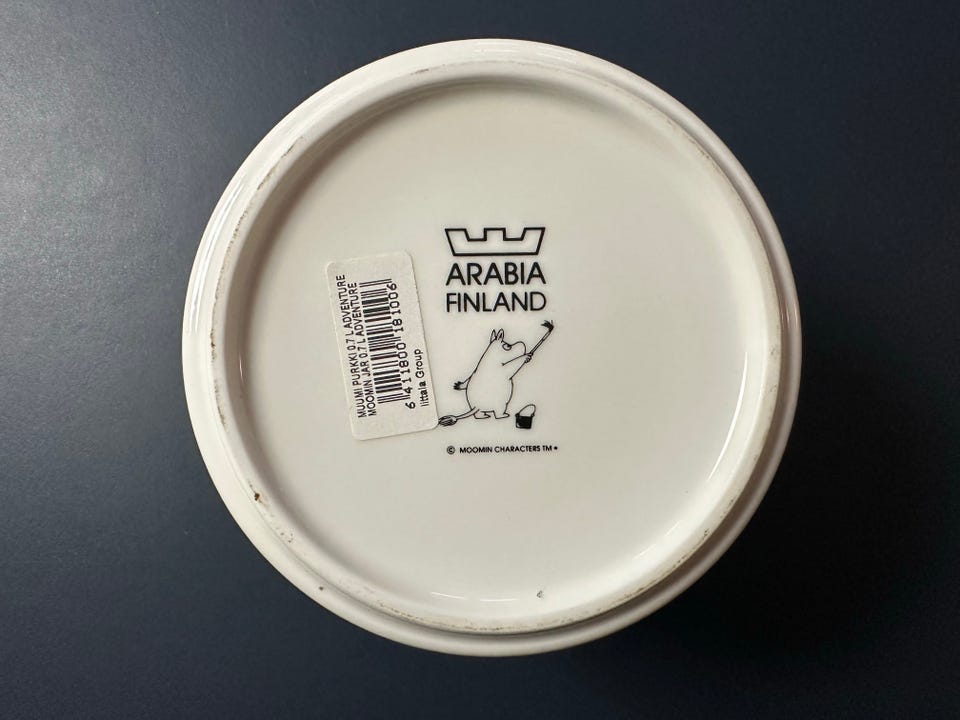 ARABIA
FINLAND
© MOOMIN CHARACTERS TM
MUUMI PURKKI 0.7 L ADVENTURE
MOOMIN JAR 0.7 L ADVENTURE
6 411800 181006
Iittala Group